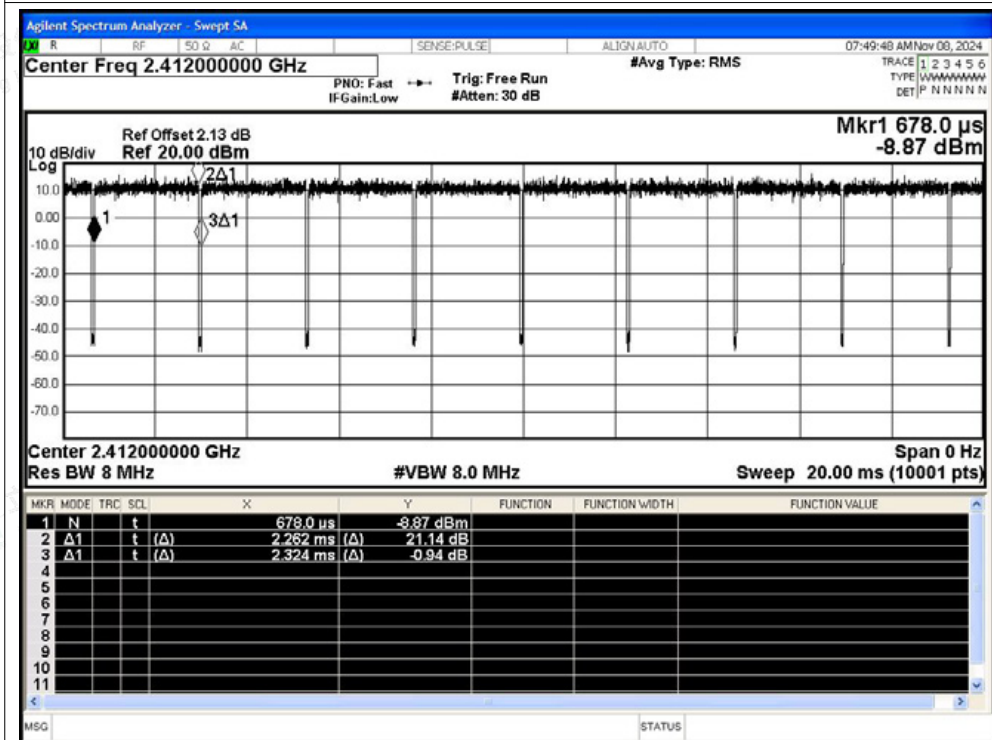 Agilent Spectrum Analyzer - Swept SA
R RF 50 Ω AC SENSE:PULSE ALIGN AUTO 07:49:48 AM Nov 08, 2024
Center Freq 2.412000000 GHz #Avg Type: RMS TRACE 1 2 3 4 5 6
PNO: Fast Trig: Free Run TYPE WWWWWW
IFGain:Low #Atten: 30 dB DET P N N N N N
Mkr1 678.0 µs
Ref Offset 2.13 dB
10 dB/div Ref 20.00 dBm -8.87 dBm
Log
2Δ1
10.0
0.00 1 3Δ1
-10.0
-20.0
-30.0
-40.0
-50.0
-60.0
-70.0
Center 2.412000000 GHz Span 0 Hz
Res BW 8 MHz #VBW 8.0 MHz Sweep 20.00 ms (10001 pts)
MKR MODE TRC SCL X Y FUNCTION FUNCTION WIDTH FUNCTION VALUE
1 N t 678.0 µs -8.87 dBm
2 Δ1 t (Δ) 2.262 ms (Δ) 21.14 dB
3 Δ1 t (Δ) 2.324 ms (Δ) -0.94 dB
4
5
6
7
8
9
10
11
MSG STATUS